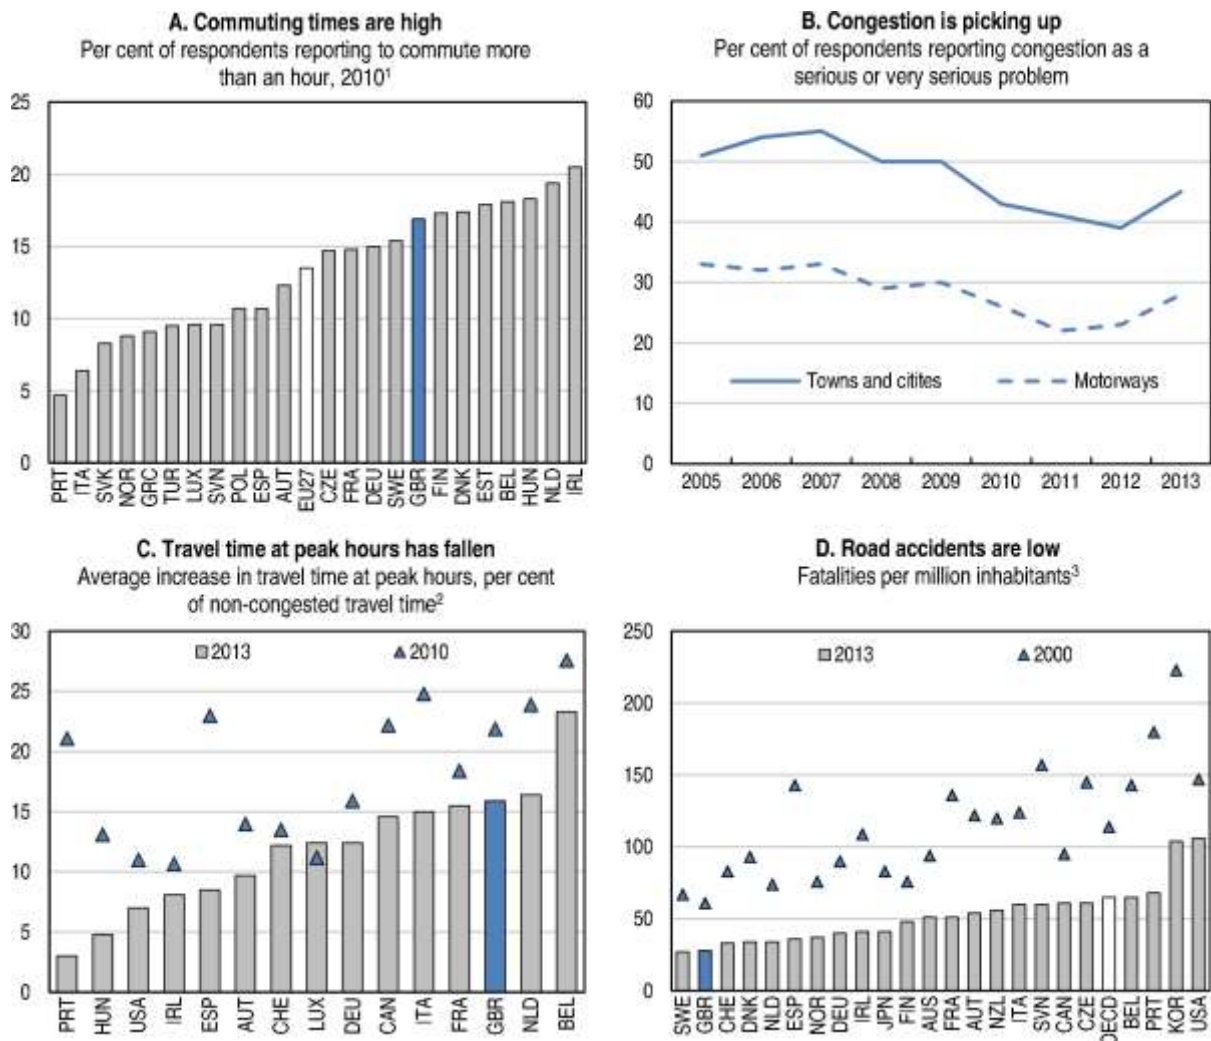 A. Commuting times are high
Per cent of respondents reporting to commute more
than an hour, 2010¹
25
20
15
10
5
0
PRT ITA SVK NOR GRC TUR LUX SVN POL ESP AUT EU27 CZE FRA DEU SWE GBR FIN DNK EST BEL HUN NLD IRL
B. Congestion is picking up
Per cent of respondents reporting congestion as a
serious or very serious problem
60
50
40
30
20
10
0
Towns and citites Motorways
2005 2006 2007 2008 2009 2010 2011 2012 2013
C. Travel time at peak hours has fallen
Average increase in travel time at peak hours, per cent
of non-congested travel time²
30
25
20
15
10
5
0
2013 2010
PRT HUN USA IRL ESP AUT CHE LUX DEU CAN ITA FRA GBR NLD BEL
D. Road accidents are low
Fatalities per million inhabitants³
250
200
150
100
50
0
2013 2000
SWE GBR CHE DNK NLD ESP NOR DEU IRL JPN FIN AUS FRA AUT NZL ITA SVN CAN CZE OECD BEL PRT KOR USA